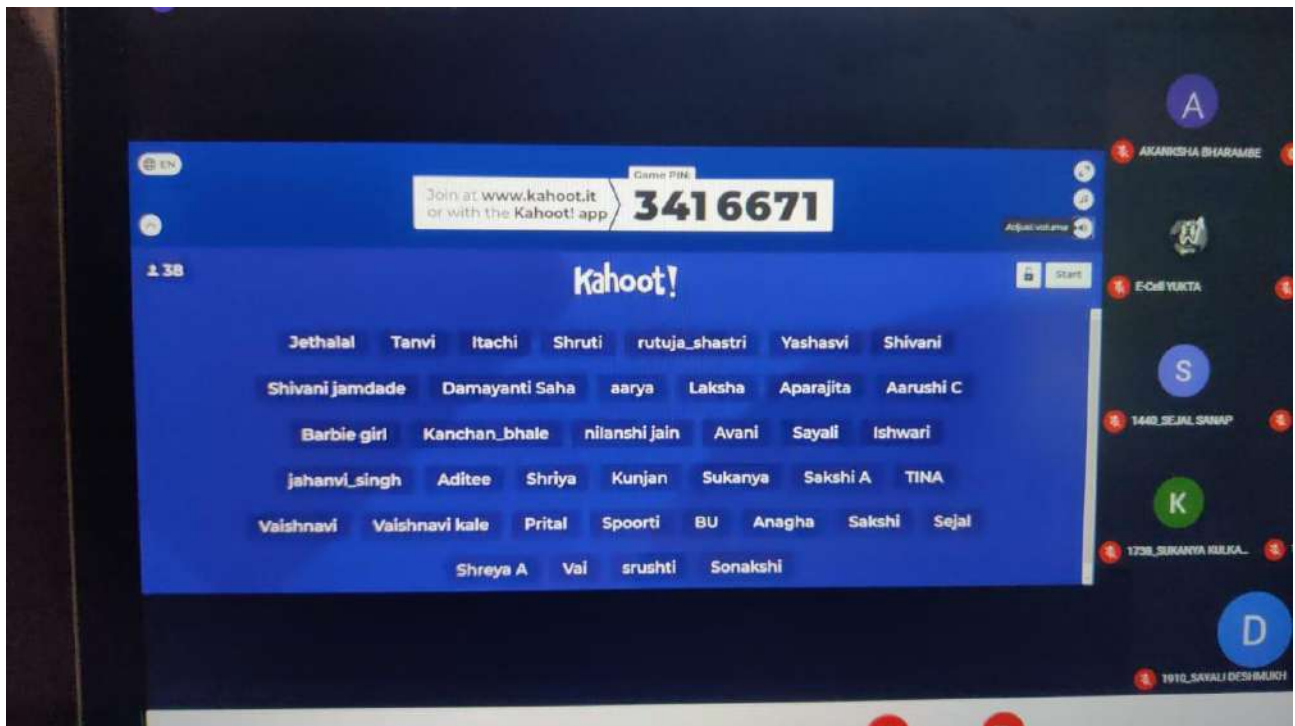 A
AKANKSHA BHARAMBE
EN
Game PIN:
Join at www.kahoot.it
or with the Kahoot! app
341 6671
Adjust volume
E-Cell YUKTA
38
Kahoot!
Start
Jethalal Tanvi Itachi Shruti rutuja_shastri Yashasvi Shivani
Shivani jamdade Damayanti Saha aarya Laksha Aparajita Aarushi C
S
1440_SEJAL SANAP
Barbie girl Kanchan_bhale nilanshi jain Avani Sayali Ishwari
jahanvi_singh Aditee Shriya Kunjan Sukanya Sakshi A TINA
K
Vaishnavi Vaishnavi kale Prital Spoorti BU Anagha Sakshi Sejal
1738_SUKANYA KULKA...
Shreya A Vai srushti Sonakshi
D
1910_SAYALI DESHMUKH